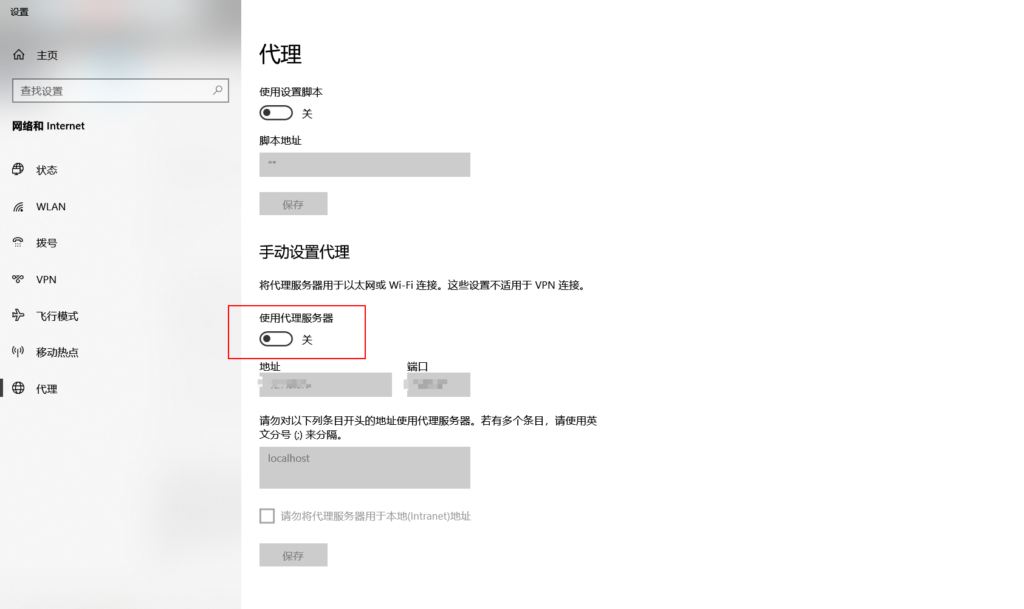 设置
主页
查找设置
网络和 Internet
状态
WLAN
拨号
VPN
飞行模式
移动热点
代理
代理
使用设置脚本
关
脚本地址
""
保存
手动设置代理
将代理服务器用于以太网或 Wi-Fi 连接。这些设置不适用于 VPN 连接。
使用代理服务器
关
地址 端口
请勿对以下列条目开头的地址使用代理服务器。若有多个条目，请使用英
文分号 (;) 来分隔。
localhost
请勿将代理服务器用于本地(Intranet)地址
保存